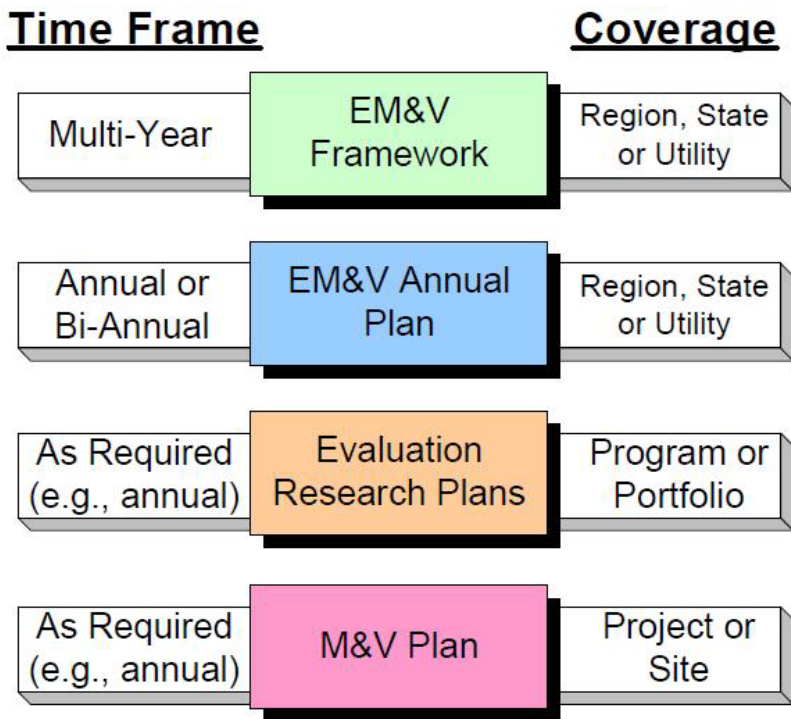 Time Frame
Coverage
Multi-Year
EM&V
Framework
Region, State
or Utility
Annual or
Bi-Annual
EM&V Annual
Plan
Region, State
or Utility
As Required
(e.g., annual)
Evaluation
Research Plans
Program or
Portfolio
As Required
(e.g., annual)
M&V Plan
Project or
Site